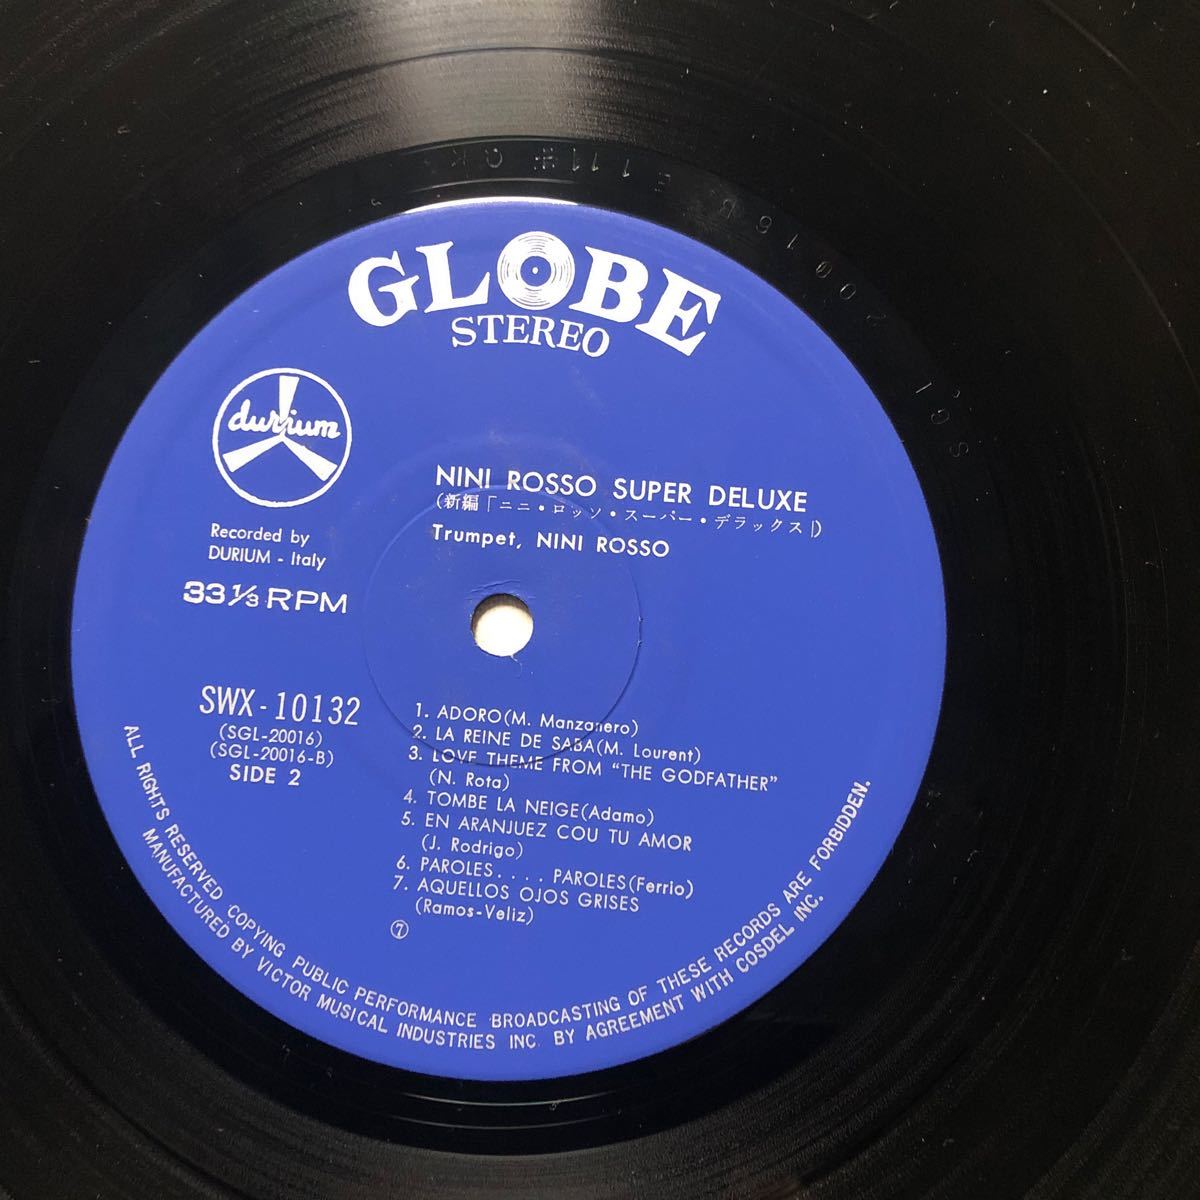 GLOBE
STEREO
durium
Recorded by
DURIUM - Italy
33 1/3 RPM
NINI ROSSO SUPER DELUXE
(新編「ニニ・ロッソ・スーパー・デラックス」)
Trumpet, NINI ROSSO
SWX-10132
(SGL-20016)
(SGL-20016-B)
SIDE 2
1. ADORO(M. Manzanero)
2. LA REINE DE SABA(M. Lourent)
3. LOVE THEME FROM "THE GODFATHER"
(N. Rota)
4. TOMBE LA NEIGE(Adamo)
5. EN ARANJUEZ COU TU AMOR
(J. Rodrigo)
6. PAROLES.... PAROLES(Ferrio)
7. AQUELLOS OJOS GRISES
(Ramos-Veliz)
⑦
ALL RIGHTS RESERVED COPYING PUBLIC PERFORMANCE BROADCASTING OF THESE RECORDS ARE FORBIDDEN.
MANUFACTURED BY VICTOR MUSICAL INDUSTRIES INC. BY AGREEMENT WITH COSDEL INC.